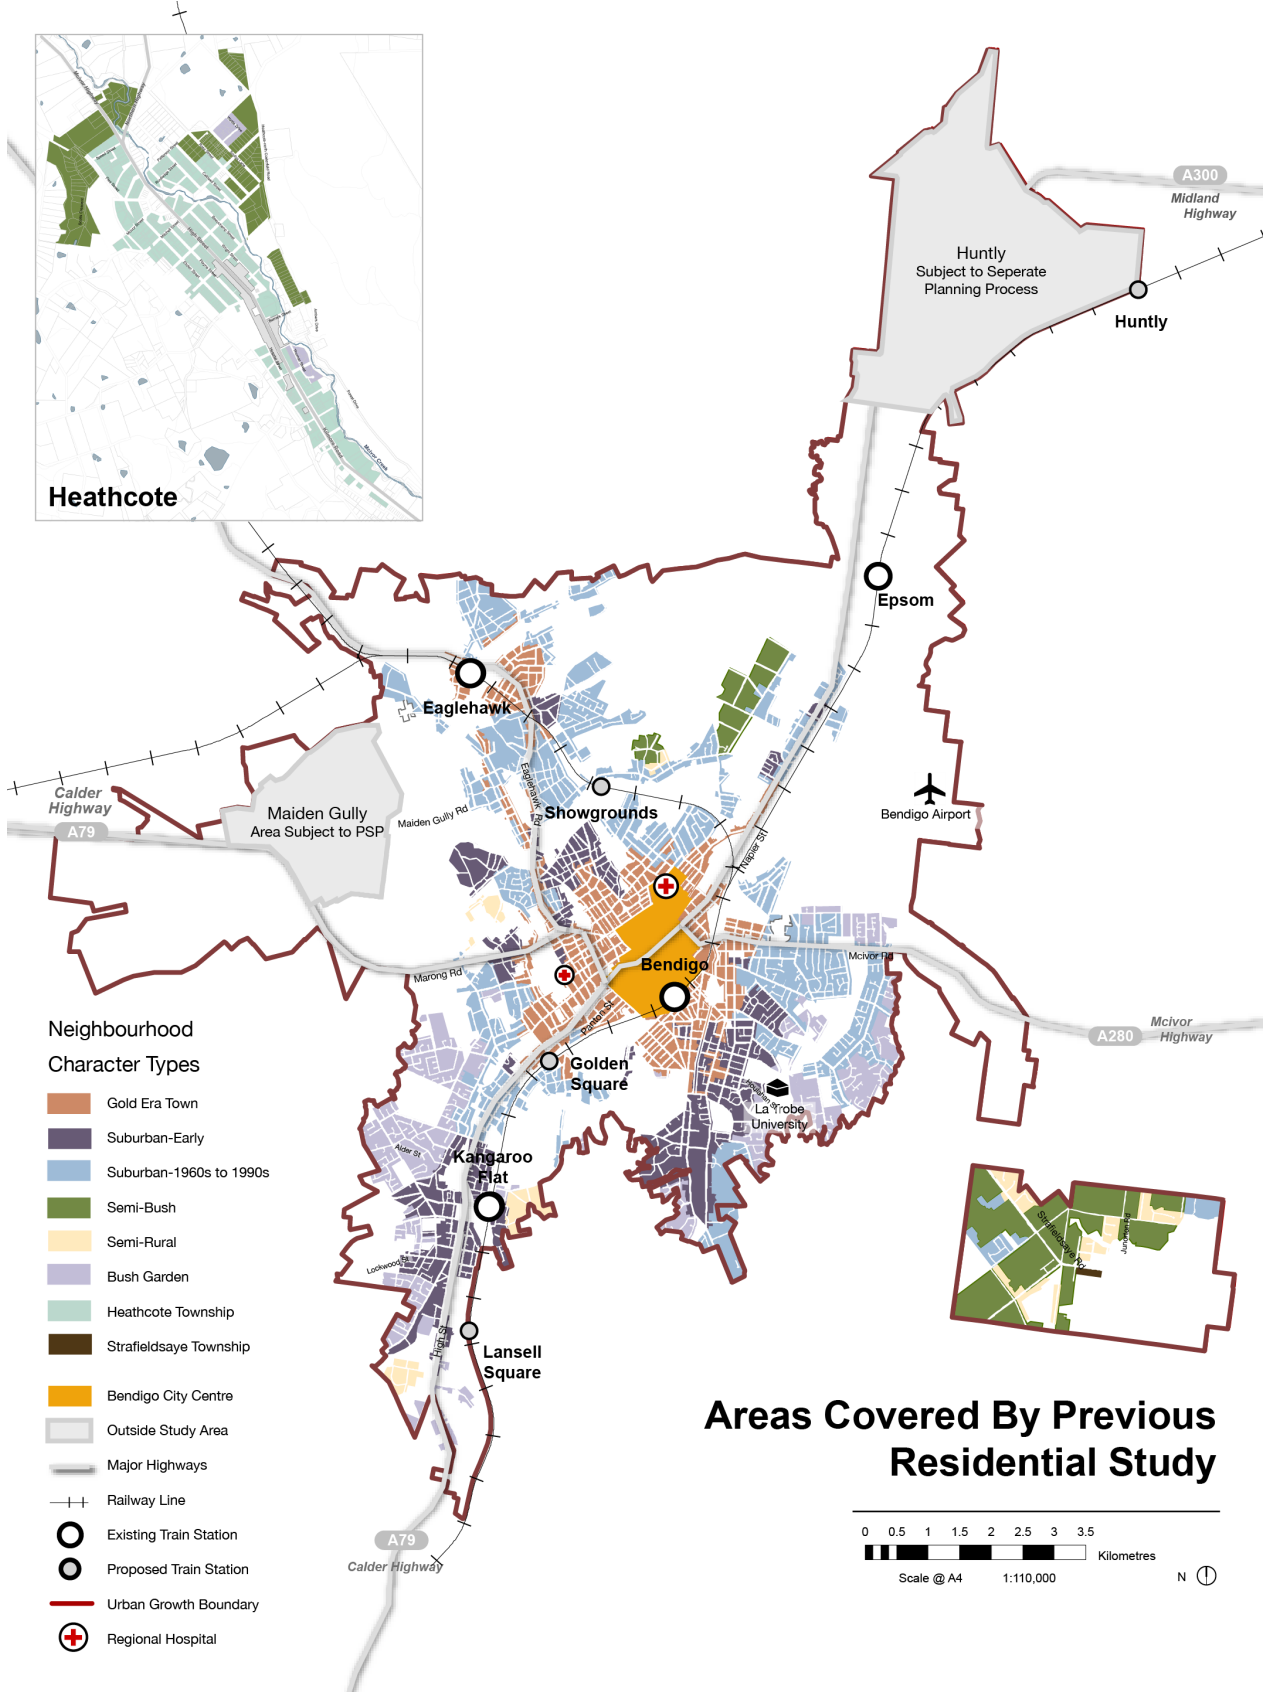 Heathcote
A300
Midland
Highway
Huntly
Subject to Seperate
Planning Process
Huntly
Epsom
Eaglehawk
Eaglehawk Rd
Calder
Highway
A79
Maiden Gully
Area Subject to PSP
Maiden Gully Rd
Showgrounds
Napier St
Bendigo Airport
Marong Rd
Bendigo
Mcivor Rd
Panton St
A280
Mcivor
Highway
Golden
Square
La Trobe
University
Alder St
Kangaroo
Flat
Lockwood St
High St
Lansell
Square
Strafieldsaye Rd
Junction Rd
A79
Calder Highway
Neighbourhood
Character Types
Gold Era Town
Suburban-Early
Suburban-1960s to 1990s
Semi-Bush
Semi-Rural
Bush Garden
Heathcote Township
Strafieldsaye Township
Bendigo City Centre
Outside Study Area
Major Highways
Railway Line
Existing Train Station
Proposed Train Station
Urban Growth Boundary
Regional Hospital
Areas Covered By Previous
Residential Study
0 0.5 1 1.5 2 2.5 3 3.5
Kilometres
Scale @ A4 1:110,000
N